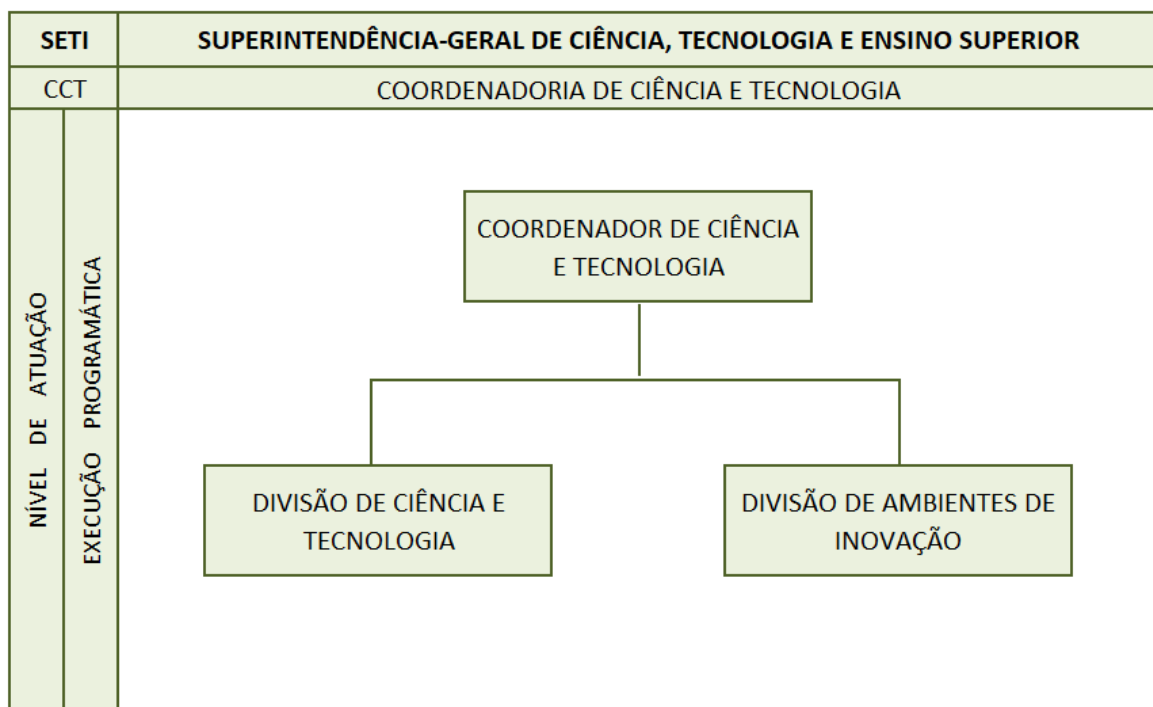 SETI
SUPERINTENDÊNCIA-GERAL DE CIÊNCIA, TECNOLOGIA E ENSINO SUPERIOR
CCT
COORDENADORIA DE CIÊNCIA E TECNOLOGIA
NÍVEL DE ATUAÇÃO
EXECUÇÃO PROGRAMÁTICA
COORDENADOR DE CIÊNCIA
E TECNOLOGIA
DIVISÃO DE CIÊNCIA E
TECNOLOGIA
DIVISÃO DE AMBIENTES DE
INOVAÇÃO